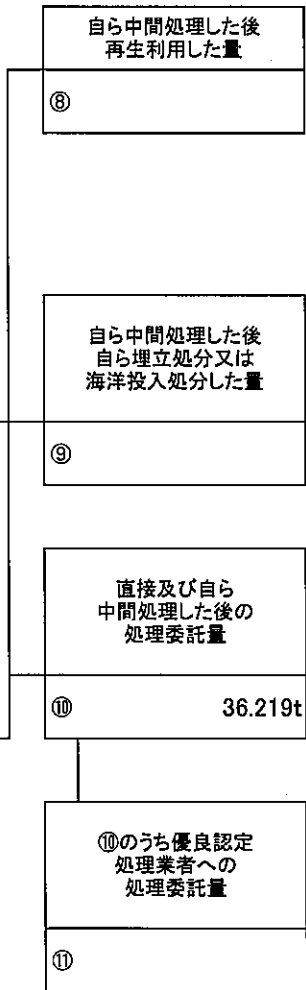 自ら中間処理した後
再生利用した量
⑧
自ら中間処理した後
自ら埋立処分又は
海洋投入処分した量
⑨
直接及び自ら
中間処理した後の
処理委託量
⑩ 36.219t
⑩のうち優良認定
処理業者への
処理委託量
⑪